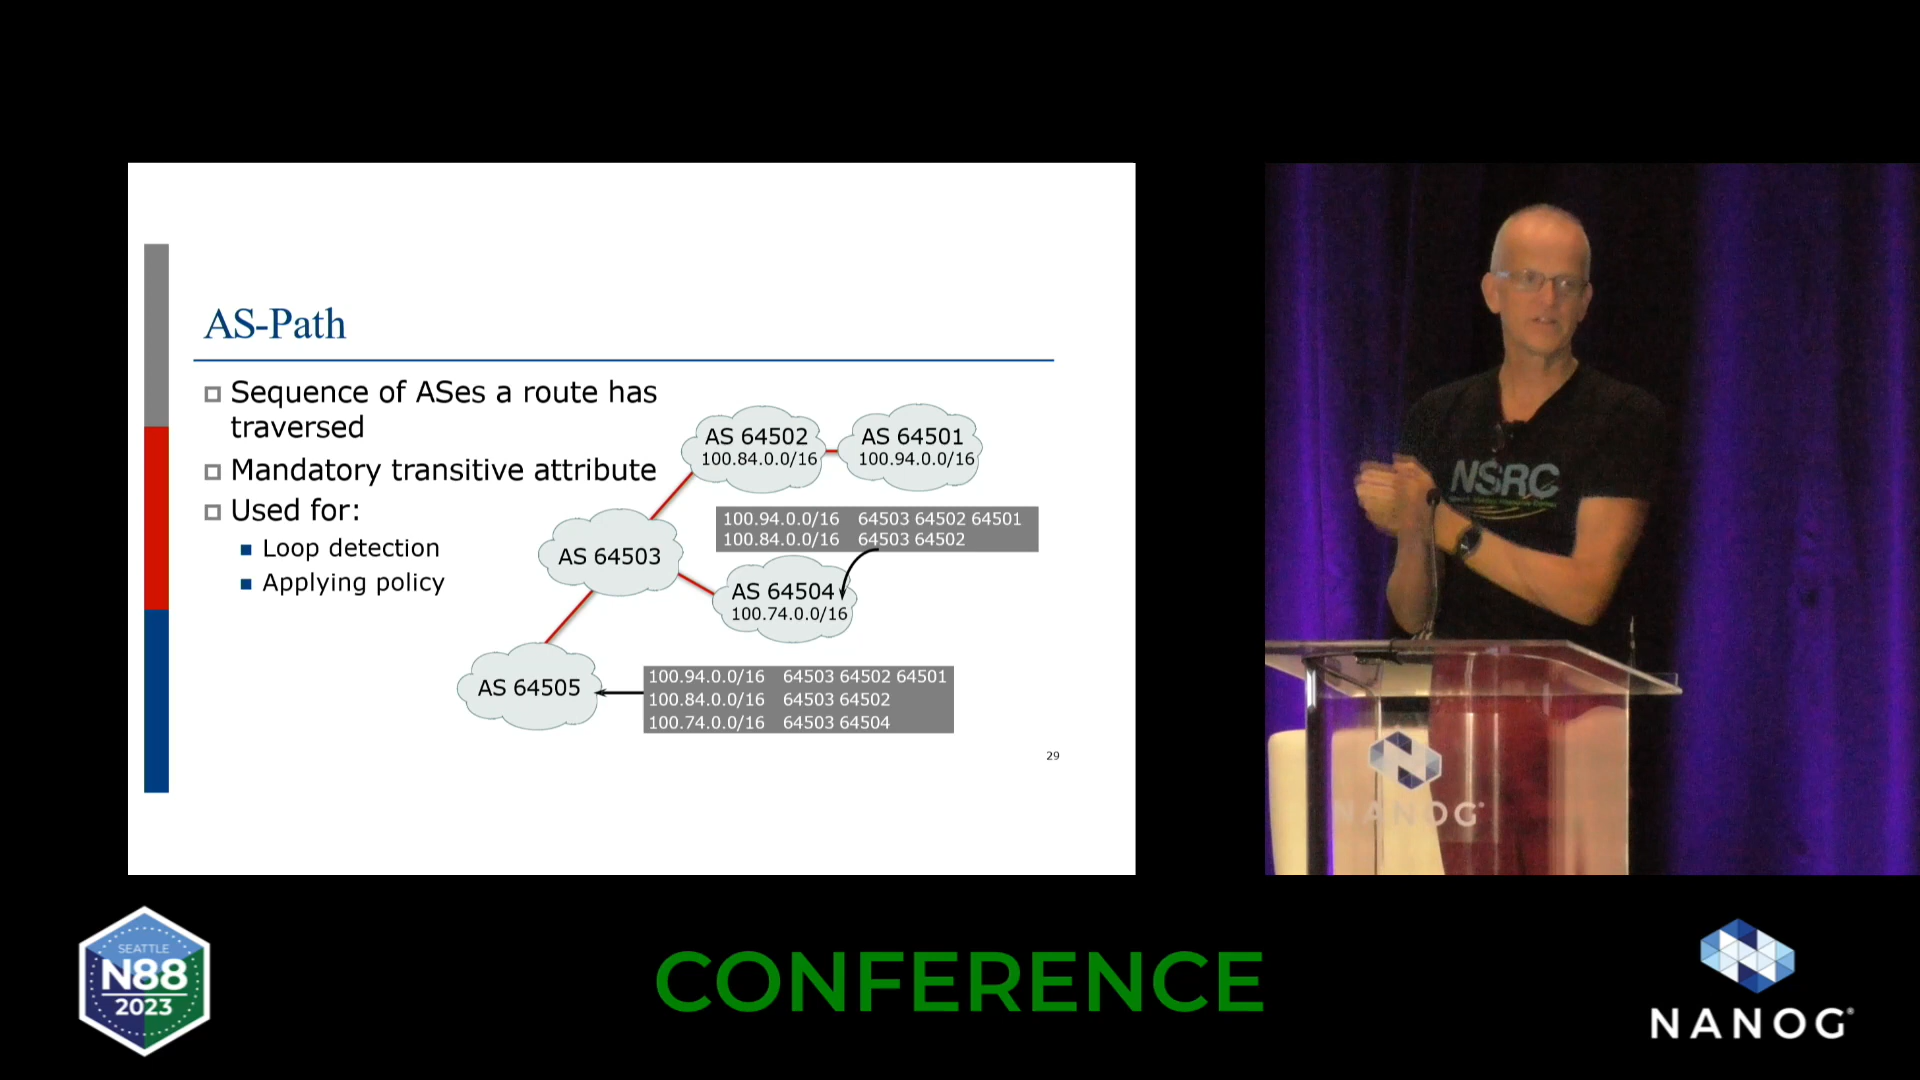 AS-Path
Sequence of ASes a route has
traversed
Mandatory transitive attribute
Used for:
Loop detection
Applying policy
AS 64502
100.84.0.0/16
AS 64501
100.94.0.0/16
100.94.0.0/16 64503 64502 64501
100.84.0.0/16 64503 64502
AS 64503
AS 64504
100.74.0.0/16
AS 64505
100.94.0.0/16 64503 64502 64501
100.84.0.0/16 64503 64502
100.74.0.0/16 64503 64504
29
NSRC
NANOG
SEATTLE
N88
2023
CONFERENCE
NANOG®